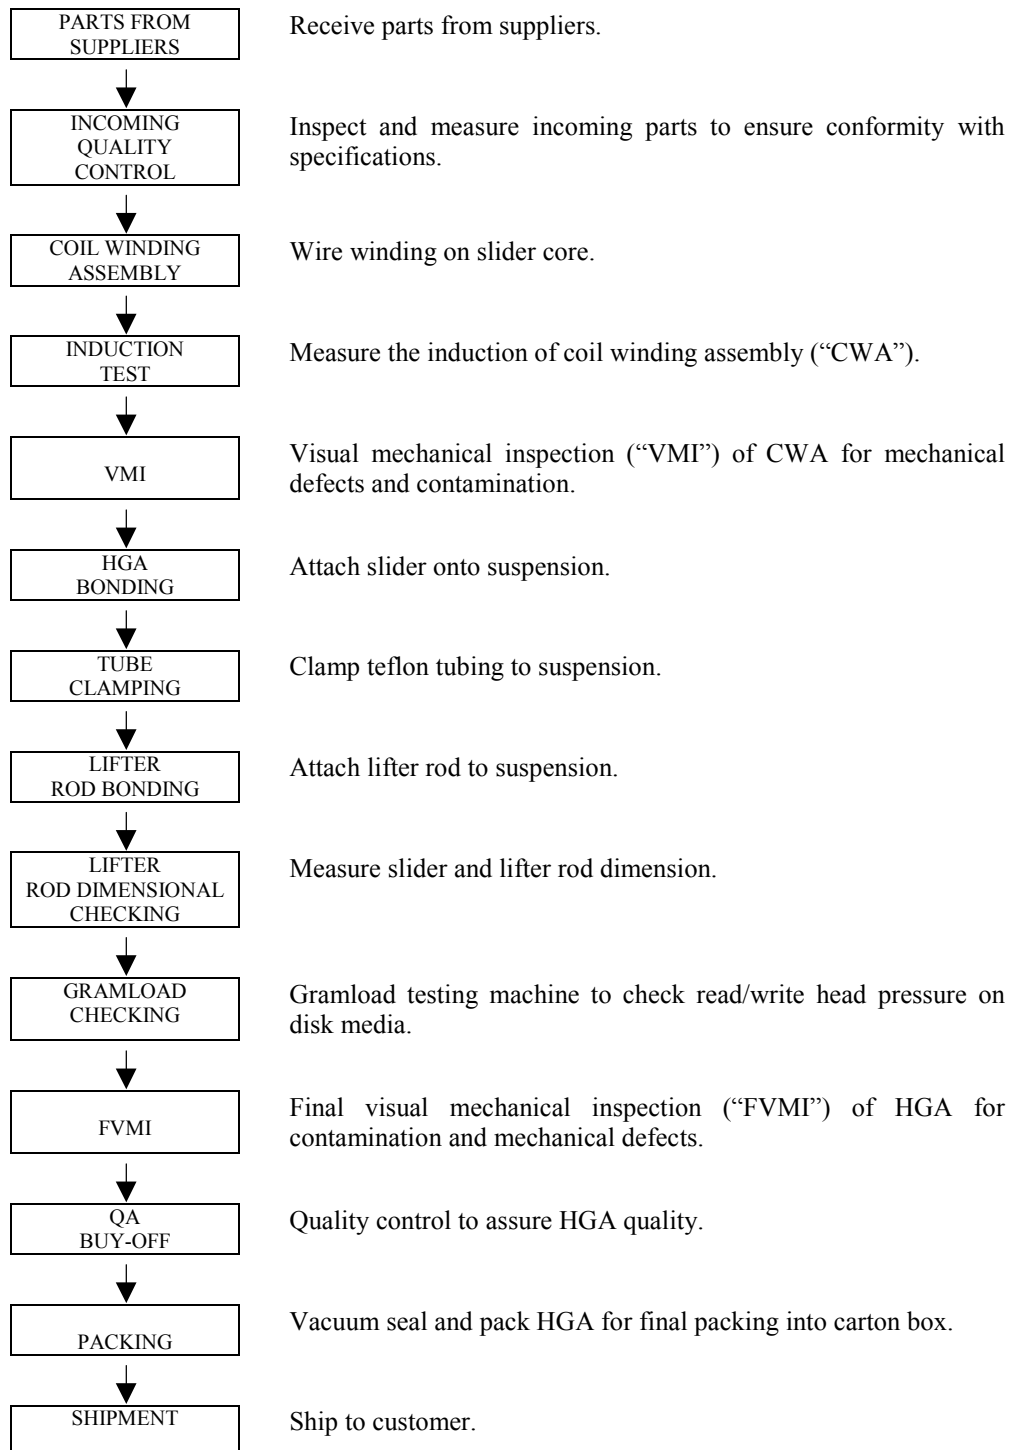 PARTS FROM
SUPPLIERS
Receive parts from suppliers.
INCOMING
QUALITY
CONTROL
Inspect and measure incoming parts to ensure conformity with
specifications.
COIL WINDING
ASSEMBLY
Wire winding on slider core.
INDUCTION
TEST
Measure the induction of coil winding assembly (“CWA”).
VMI
Visual mechanical inspection (“VMI”) of CWA for mechanical
defects and contamination.
HGA
BONDING
Attach slider onto suspension.
TUBE
CLAMPING
Clamp teflon tubing to suspension.
LIFTER
ROD BONDING
Attach lifter rod to suspension.
LIFTER
ROD DIMENSIONAL
CHECKING
Measure slider and lifter rod dimension.
GRAMLOAD
CHECKING
Gramload testing machine to check read/write head pressure on
disk media.
FVMI
Final visual mechanical inspection (“FVMI”) of HGA for
contamination and mechanical defects.
QA
BUY-OFF
Quality control to assure HGA quality.
PACKING
Vacuum seal and pack HGA for final packing into carton box.
SHIPMENT
Ship to customer.